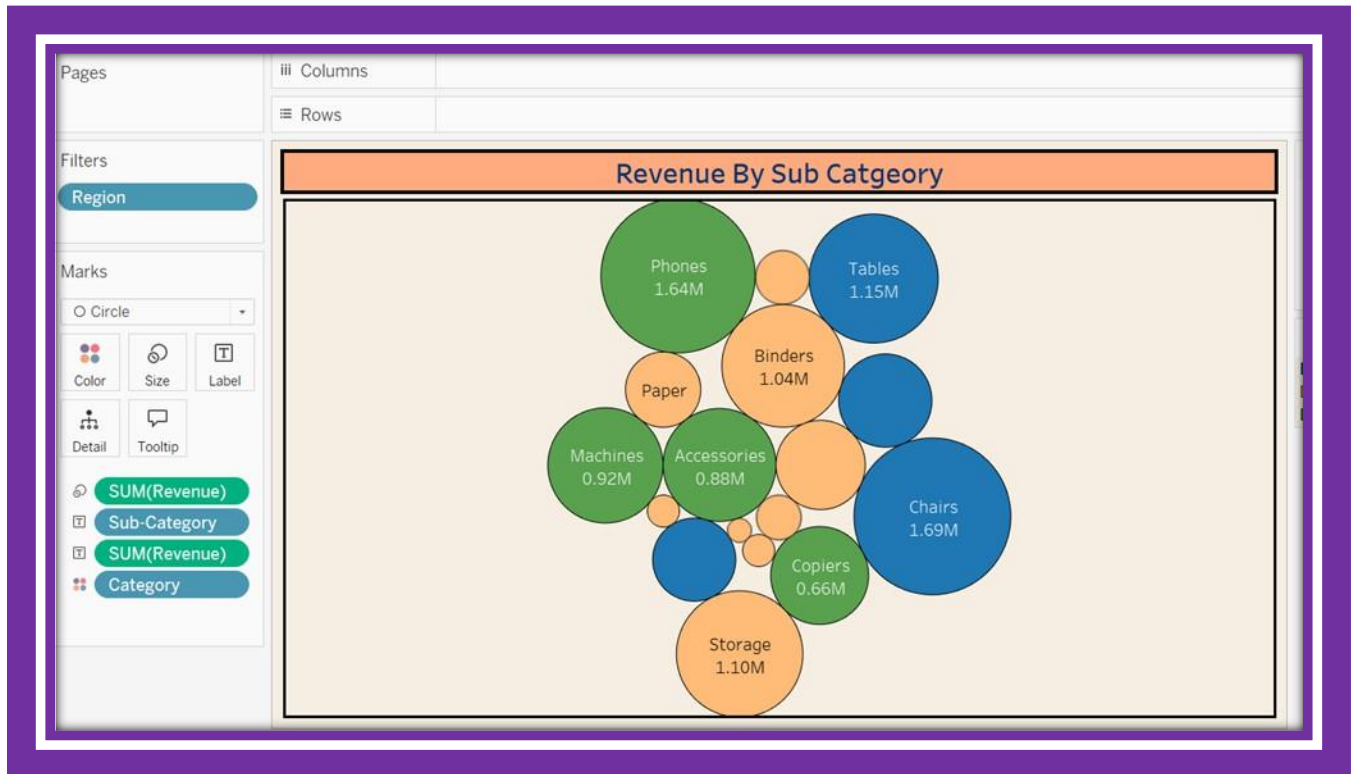 Pages
iii Columns
Rows
Filters
Region
Marks
Circle
Color Size Label
Detail Tooltip
SUM(Revenue)
Sub-Category
SUM(Revenue)
Category
Revenue By Sub Catgeory
Phones
1.64M
Tables
1.15M
Binders
1.04M
Paper
Machines
0.92M
Accessories
0.88M
Chairs
1.69M
Copiers
0.66M
Storage
1.10M